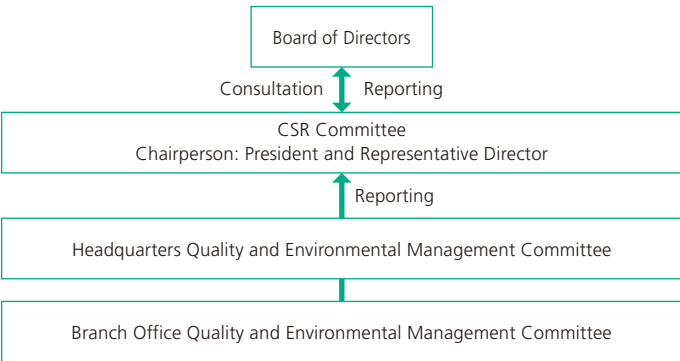 Board of Directors
Consultation Reporting
CSR Committee
Chairperson: President and Representative Director
Reporting
Headquarters Quality and Environmental Management Committee
Branch Office Quality and Environmental Management Committee